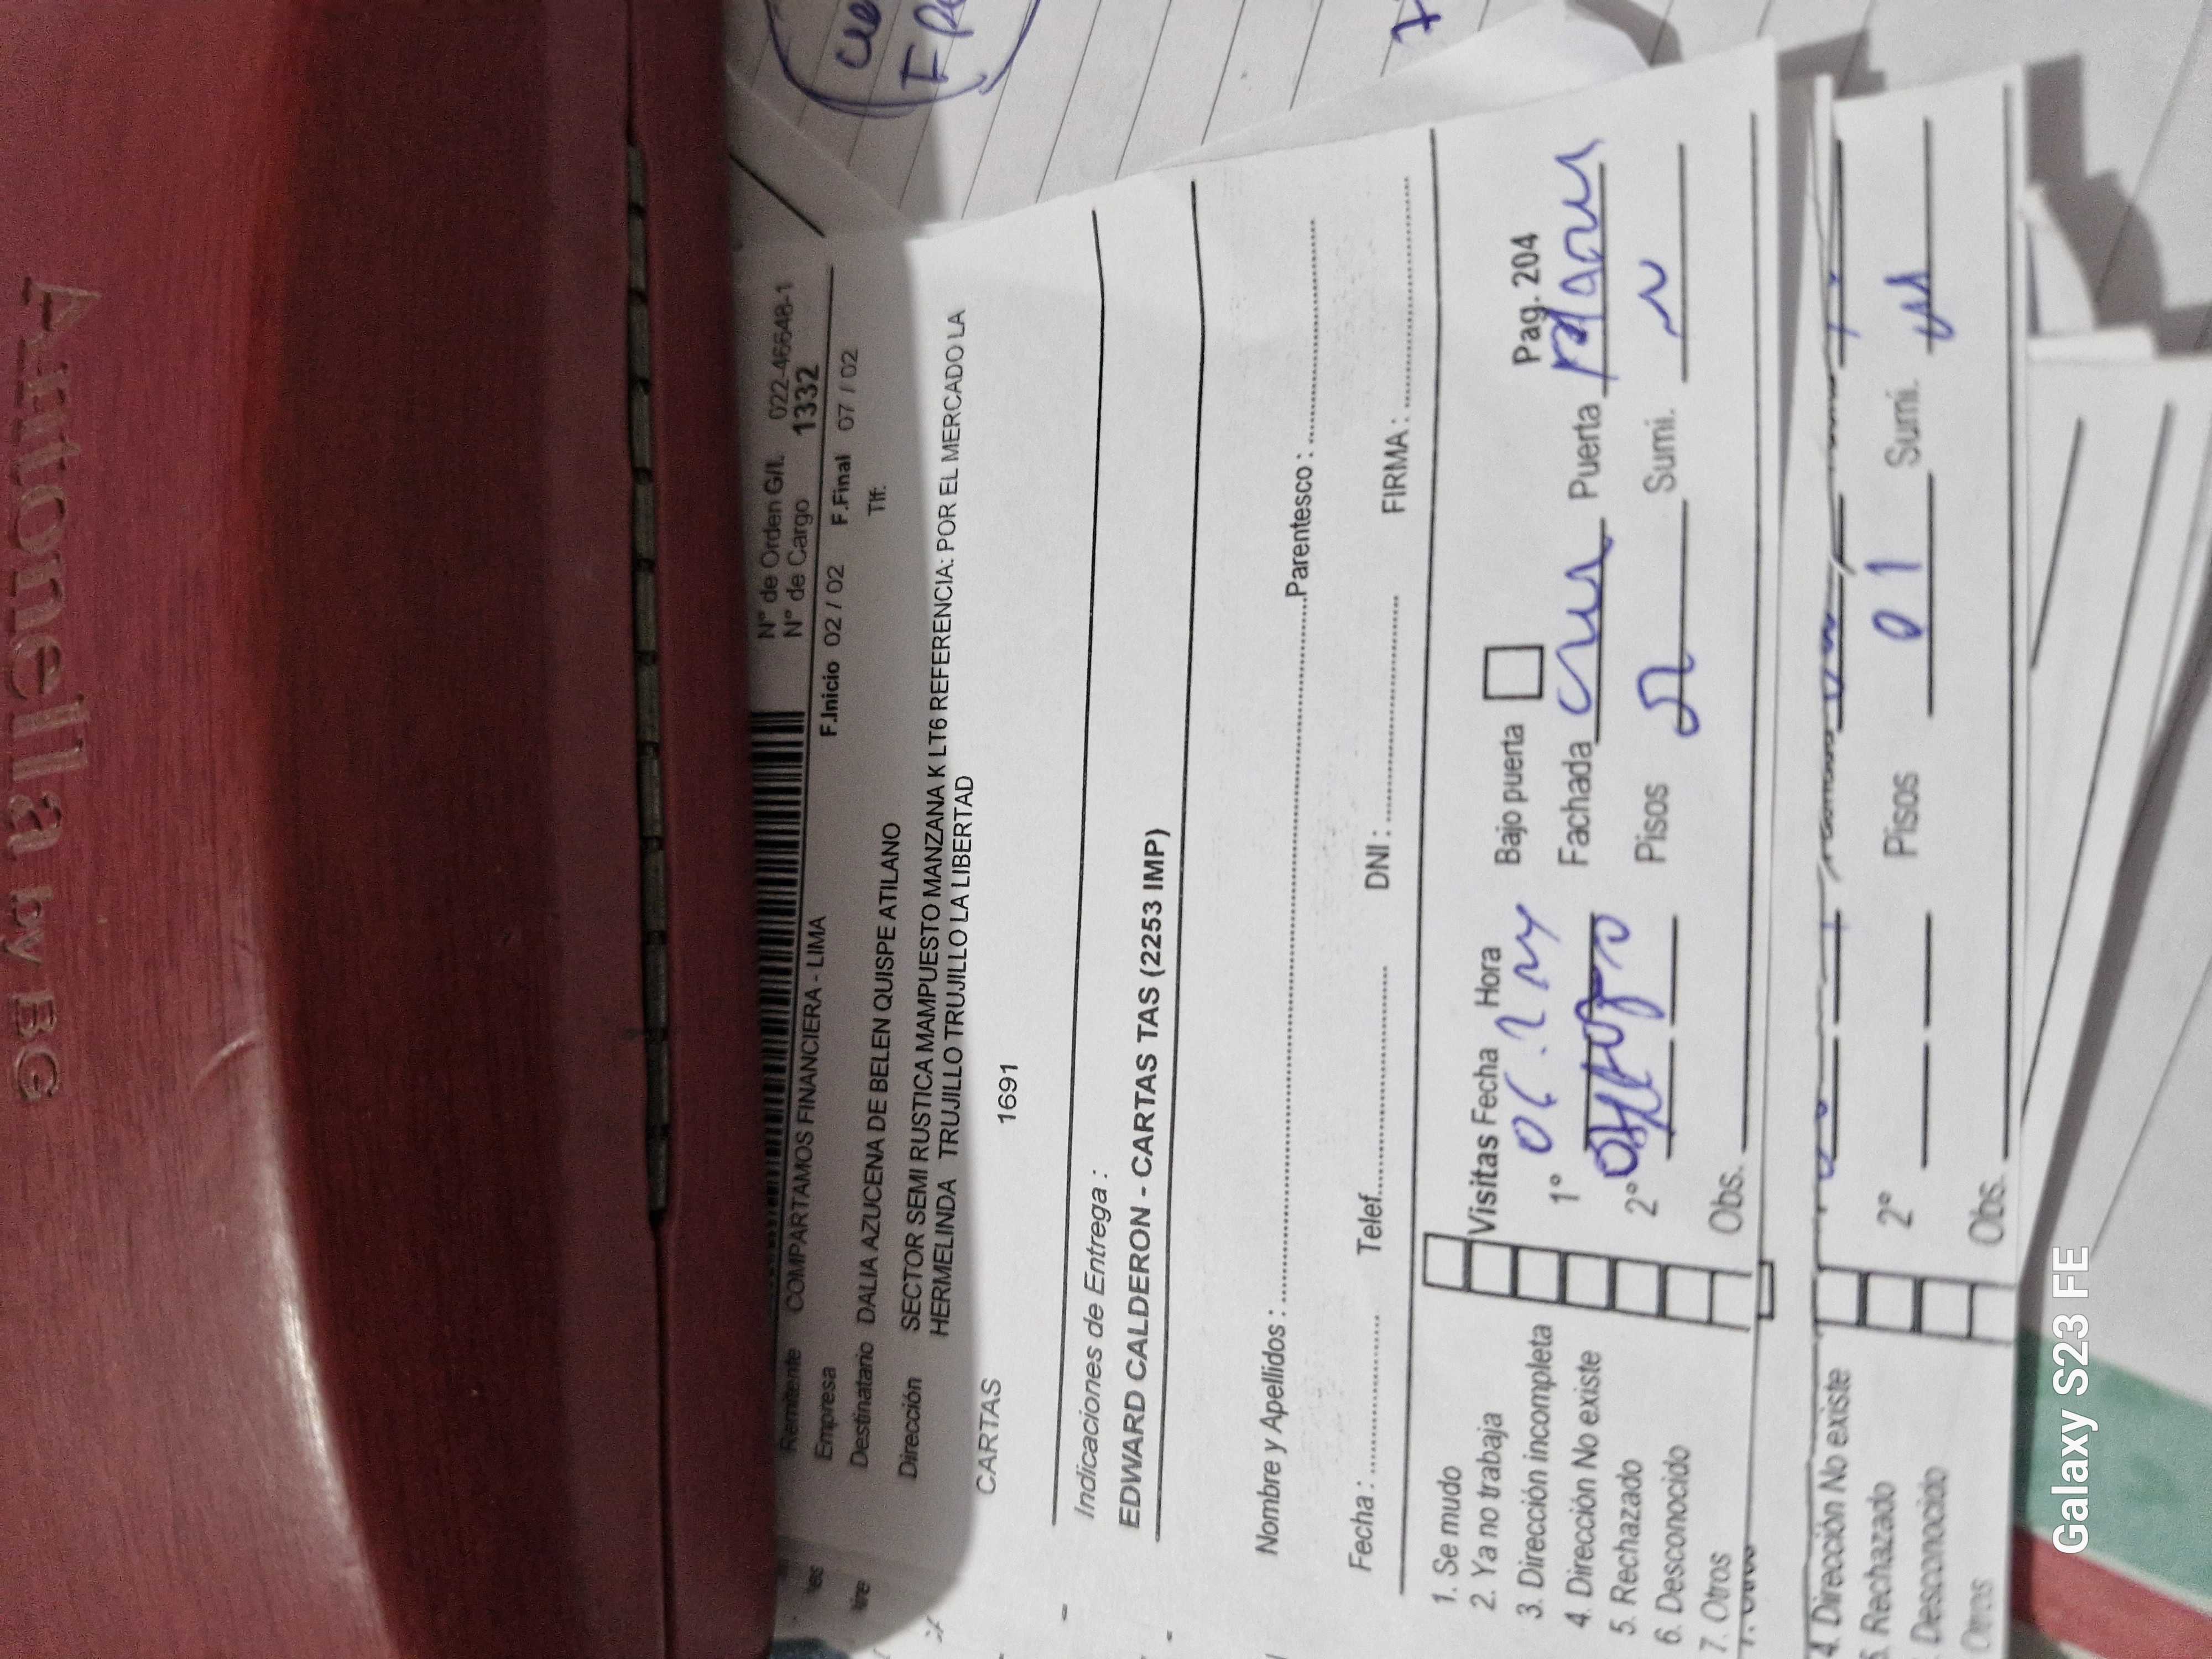 Antonella by BG
N° de Orden G/L 022-46648-1
N° de Cargo 1332
Remitente COMPARTAMOS FINANCIERA - LIMA
Empresa F.Inicio 02 / 02 F.Final 07 / 02
Destinatario DALIA AZUCENA DE BELEN QUISPE ATILANO Tlf:
Dirección SECTOR SEMI RUSTICA MAMPUESTO MANZANA K LT6 REFERENCIA: POR EL MERCADO LA
HERMELINDA TRUJILLO TRUJILLO TRUJILLO LA LIBERTAD
CARTAS 1691
Indicaciones de Entrega :
EDWARD CALDERON - CARTAS TAS (2253 IMP)
Nombre y Apellidos : Parentesco :
Fecha : Telef. DNI : FIRMA :
1. Se mudo
2. Ya no trabaja
3. Dirección incompleta
4. Dirección No existe
5. Rechazado
6. Desconocido
7. Otros
Visitas Fecha Hora Bajo puerta Pag. 204
1° Fachada Puerta
2° Pisos Sumi.
Obs.
4. Dirección No existe
5. Rechazado
Desconocido
Otros
2° Pisos 01 Sumi.
Obs.
Galaxy S23 FE